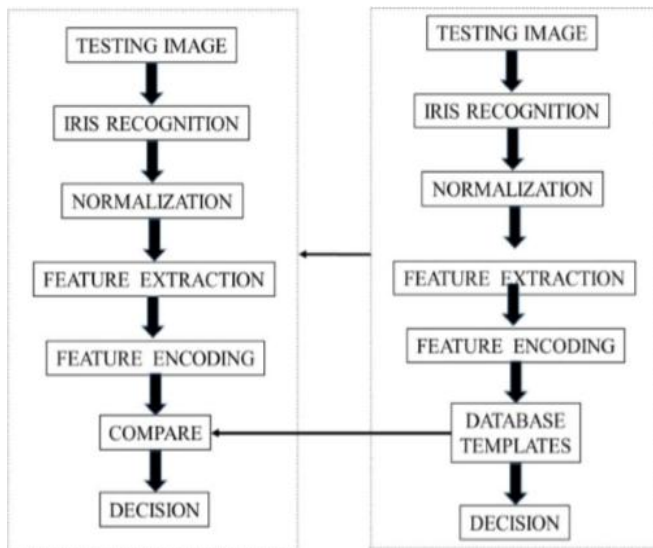 TESTING IMAGE
IRIS RECOGNITION
NORMALIZATION
FEATURE EXTRACTION
FEATURE ENCODING
COMPARE
DECISION
TESTING IMAGE
IRIS RECOGNITION
NORMALIZATION
FEATURE EXTRACTION
FEATURE ENCODING
DATABASE
TEMPLATES
DECISION